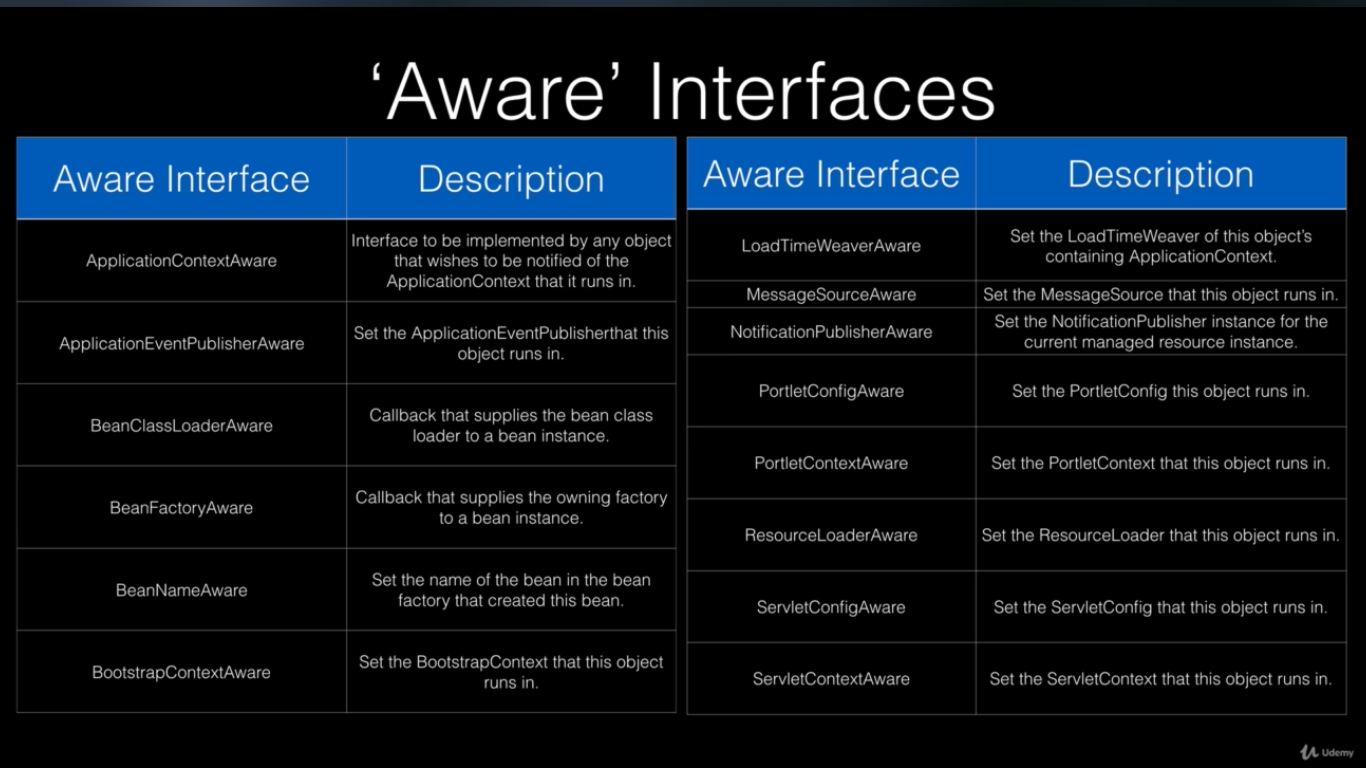 ‘Aware’ Interfaces
Aware Interface
Description
ApplicationContextAware
Interface to be implemented by any object
that wishes to be notified of the
ApplicationContext that it runs in.
ApplicationEventPublisherAware
Set the ApplicationEventPublisherthat this
object runs in.
BeanClassLoaderAware
Callback that supplies the bean class
loader to a bean instance.
BeanFactoryAware
Callback that supplies the owning factory
to a bean instance.
BeanNameAware
Set the name of the bean in the bean
factory that created this bean.
BootstrapContextAware
Set the BootstrapContext that this object
runs in.
Aware Interface
Description
LoadTimeWeaverAware
Set the LoadTimeWeaver of this object’s
containing ApplicationContext.
MessageSourceAware
Set the MessageSource that this object runs in.
NotificationPublisherAware
Set the NotificationPublisher instance for the
current managed resource instance.
PortletConfigAware
Set the PortletConfig this object runs in.
PortletContextAware
Set the PortletContext that this object runs in.
ResourceLoaderAware
Set the ResourceLoader that this object runs in.
ServletConfigAware
Set the ServletConfig that this object runs in.
ServletContextAware
Set the ServletContext that this object runs in.
Udemy